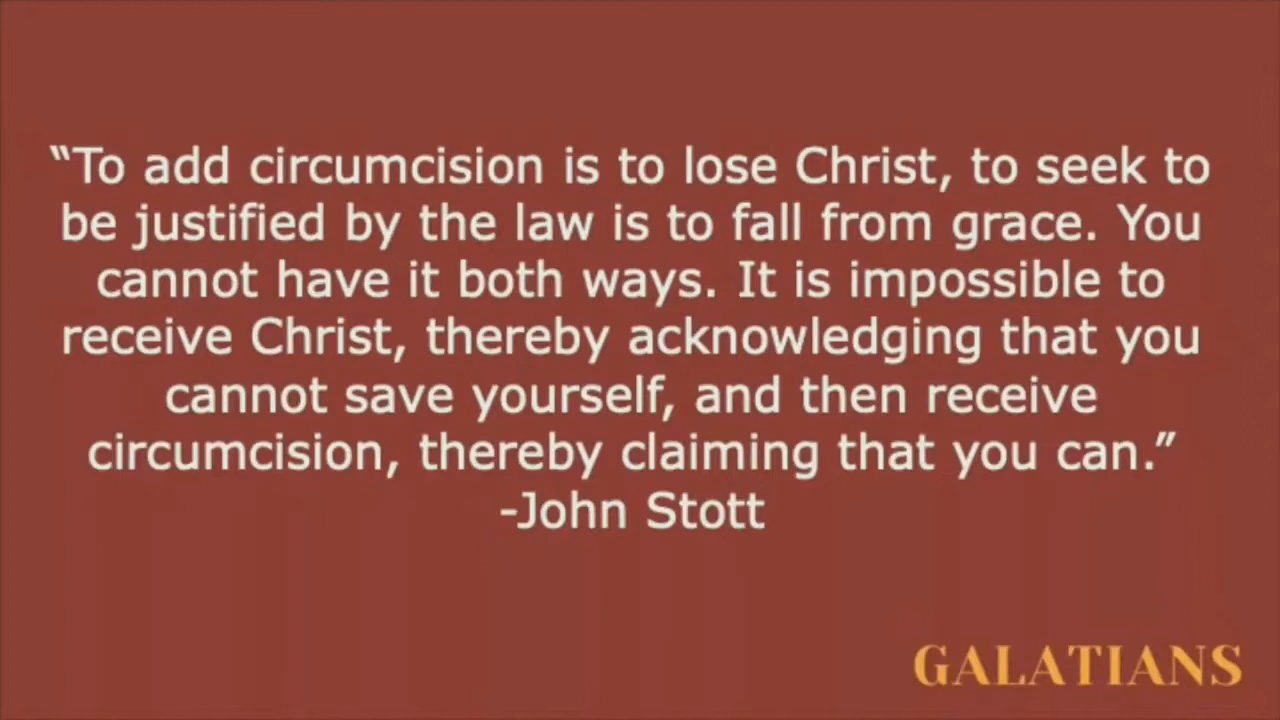 “To add circumcision is to lose Christ, to seek to
be justified by the law is to fall from grace. You
cannot have it both ways. It is impossible to
receive Christ, thereby acknowledging that you
cannot save yourself, and then receive
circumcision, thereby claiming that you can.”
-John Stott
GALATIANS